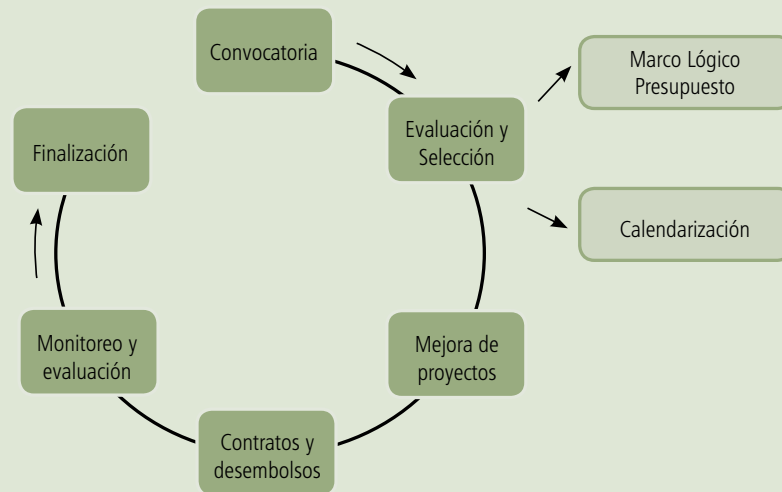 Convocatoria
Evaluación y
Selección
Marco Lógico
Presupuesto
Calendarización
Mejora de
proyectos
Contratos y
desembolsos
Monitoreo y
evaluación
Finalización